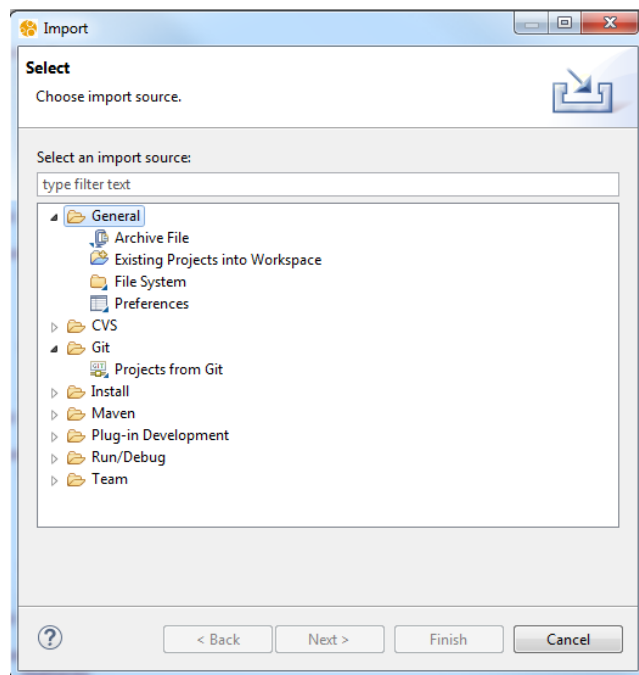 Import
Select
Choose import source.
Select an import source:
type filter text
General
Archive File
Existing Projects into Workspace
File System
Preferences
CVS
Git
Projects from Git
Install
Maven
Plug-in Development
Run/Debug
Team
< Back
Next >
Finish
Cancel